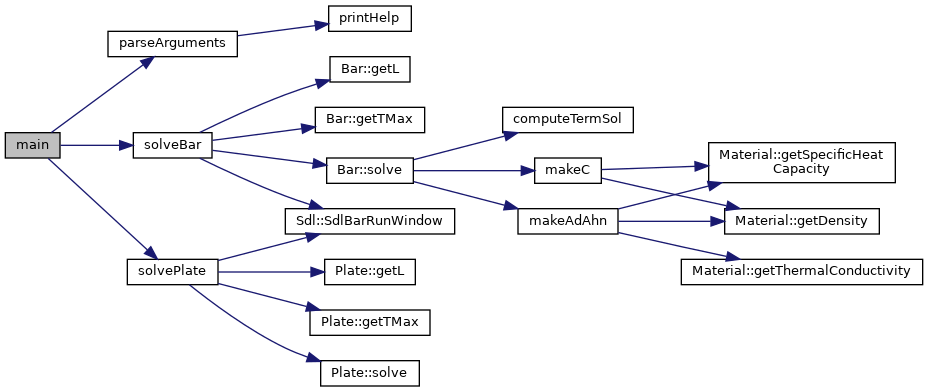 main
parseArguments
printHelp
solveBar
Bar::getL
Bar::getTMax
Bar::solve
computeTermSol
makeC
makeAdAhn
Material::getSpecificHeat
Capacity
Material::getDensity
Material::getThermalConductivity
Sdl::SdlBarRunWindow
solvePlate
Plate::getL
Plate::getTMax
Plate::solve